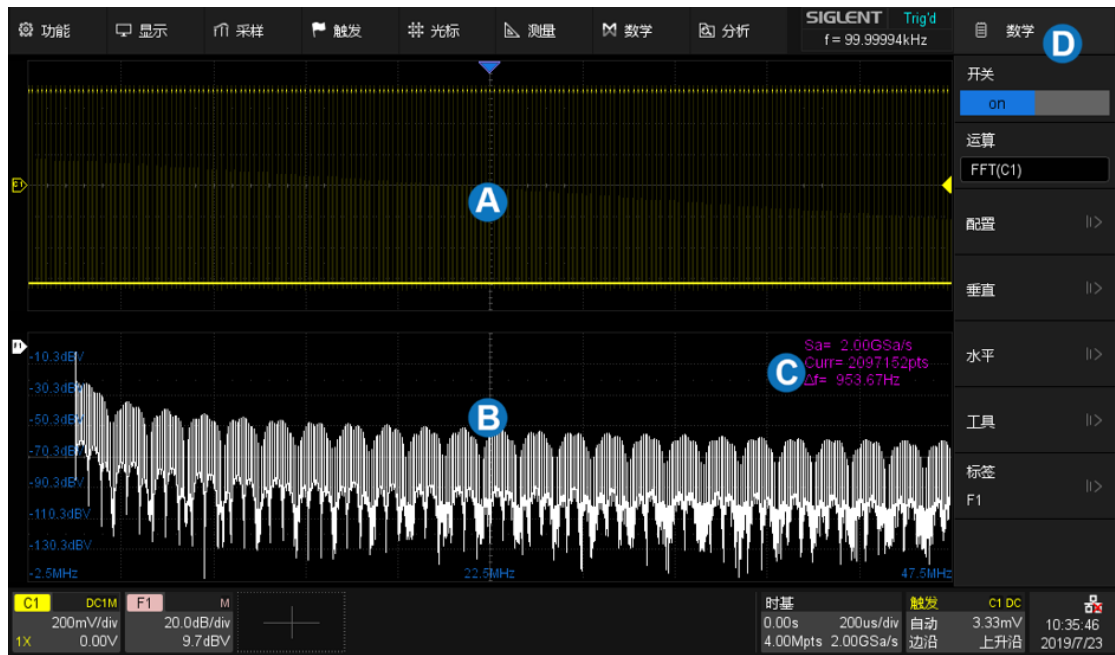 功能 显示 采样 触发 光标 测量 数学 分析
SIGLENT Trig'd
f = 99.99994kHz
数学
D
开关
on
运算
FFT(C1)
配置
垂直
水平
工具
标签
F1
C1
A
F1
-10.3dBV
-30.3dBV
-50.3dBV
-70.3dBV
-90.3dBV
-110.3dBV
-130.3dBV
-2.5MHz 22.5MHz 47.5MHz
B
C
Sa= 2.00GSa/s
Curr= 2097152pts
Δf= 953.67Hz
C1 DC1M
200mV/div
1X 0.00V
F1 M
20.0dB/div
9.7dBV
时基
0.00s 200us/div
4.00Mpts 2.00GSa/s
触发 C1 DC
自动 3.33mV
边沿 上升沿
10:35:46
2019/7/23